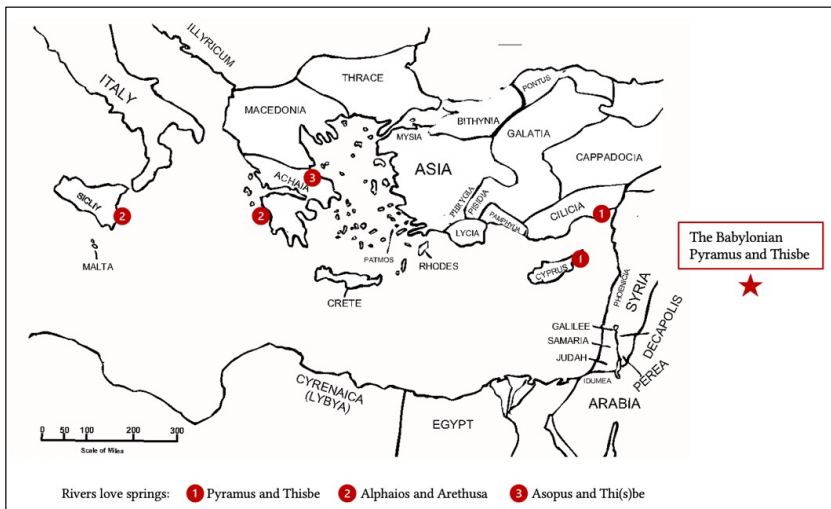 ILLYRICUM
ITALY
THRACE
MACEDONIA
PONTUS
BITHYNIA
MYSIA
GALATIA
ASIA
CAPPADOCIA
ACHAIA
3
SICLIY
2
2
PHRYGIA
PISIDIA
PAMPHYLIA
LYCIA
CILICIA
1
MALTA
PATMOS
RHODES
CRETE
CYPRUS
1
The Babylonian
Pyramus and Thisbe
PHOENICIA
SYRIA
DECAPOLIS
GALILEE
SAMARIA
JUDAH
PEREA
IDUMEA
ARABIA
CYRENAICA
(LYBYA)
EGYPT
0 50 100 200 300
Scale of Miles
Rivers love springs: 1 Pyramus and Thisbe 2 Alphaios and Arethusa 3 Asopus and Thi(s)be